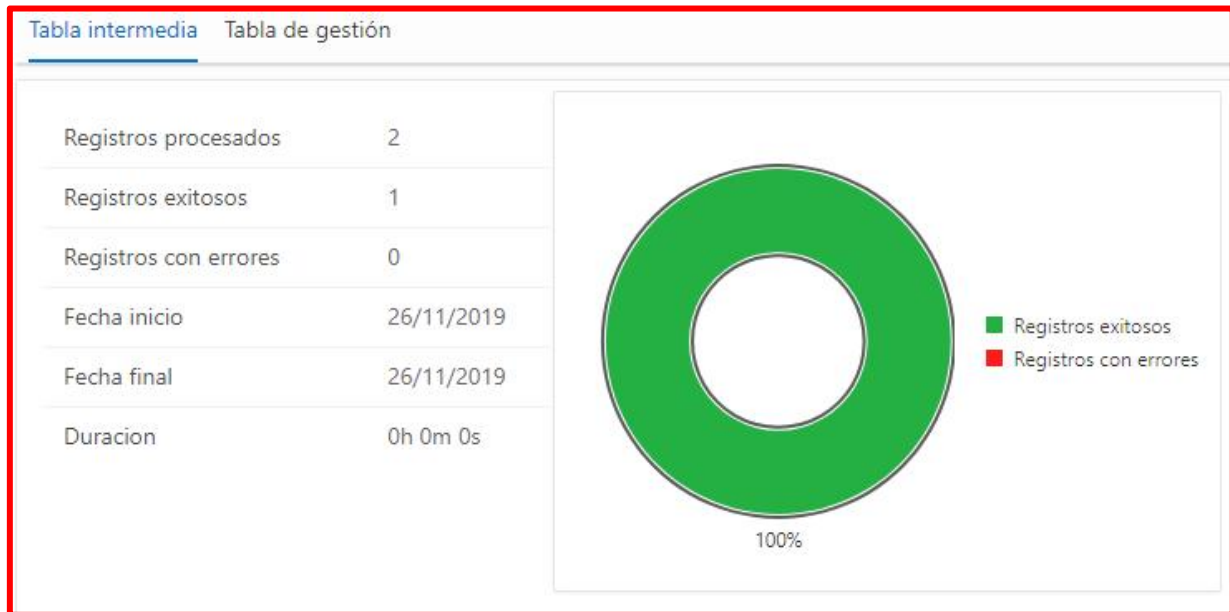 Tabla intermedia Tabla de gestión
Registros procesados 2
Registros exitosos 1
Registros con errores 0
Fecha inicio 26/11/2019
Fecha final 26/11/2019
Duracion 0h 0m 0s
Registros exitosos
Registros con errores
100%